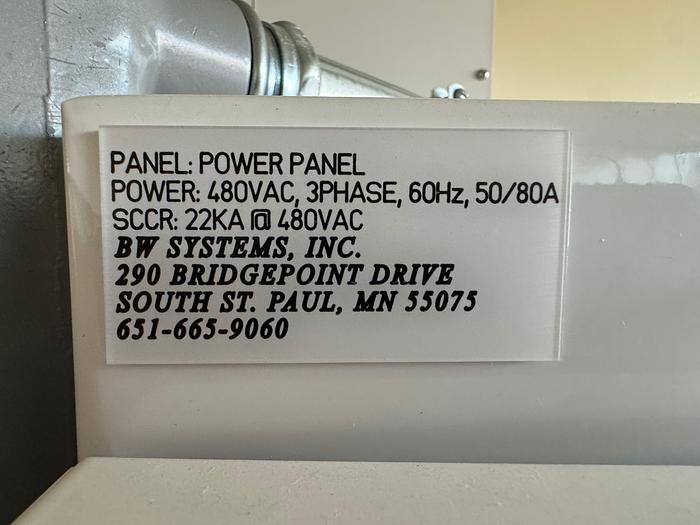 PANEL: POWER PANEL
POWER: 480VAC, 3PHASE, 60Hz, 50/80A
SCCR: 22KA @ 480VAC
BW SYSTEMS, INC.
290 BRIDGEPOINT DRIVE
SOUTH ST. PAUL, MN 55075
651-665-9060